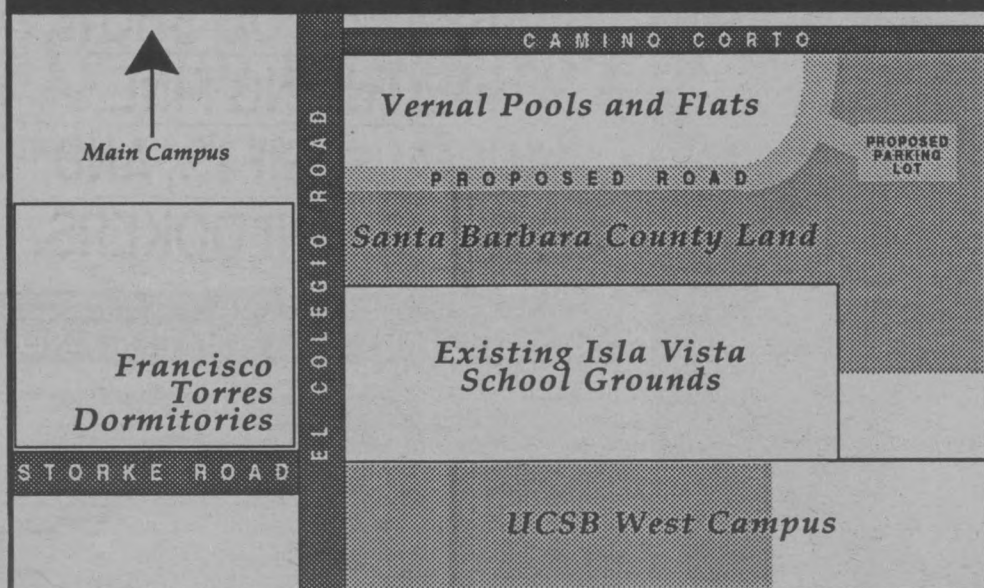 CAMINO CORTO
Vernal Pools and Flats
Main Campus
EL COLEGIO ROAD
PROPOSED
PARKING
LOT
PROPOSED ROAD
Santa Barbara County Land
Francisco
Torres
Dormitories
Existing Isla Vista
School Grounds
STORKE ROAD
UCSB West Campus